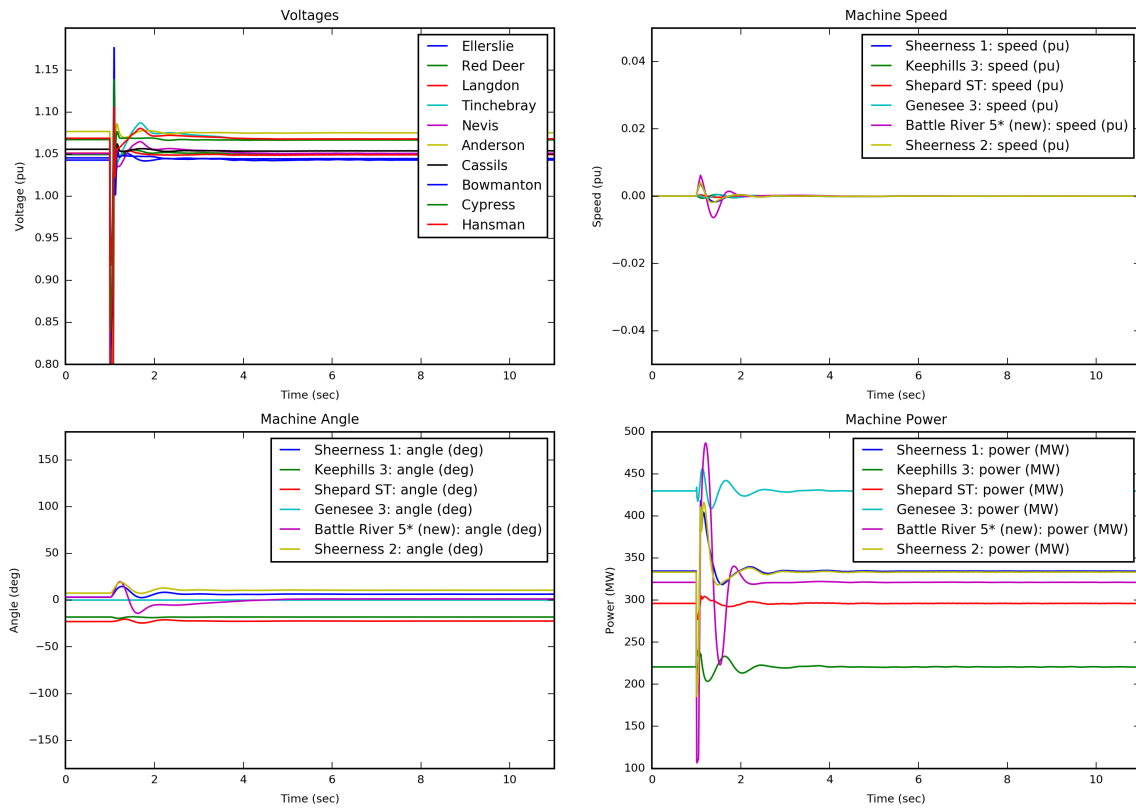 Voltages
Voltage (pu)
1.15
1.10
1.05
1.00
0.95
0.90
0.85
0.80
0 2 4 6 8 10
Time (sec)
Ellerslie
Red Deer
Langdon
Tinchebray
Nevis
Anderson
Cassils
Bowmanton
Cypress
Hansman
Machine Speed
Speed (pu)
0.04
0.02
0.00
−0.02
−0.04
0 2 4 6 8 10
Time (sec)
Sheerness 1: speed (pu)
Keephills 3: speed (pu)
Shepard ST: speed (pu)
Genesee 3: speed (pu)
Battle River 5* (new): speed (pu)
Sheerness 2: speed (pu)
Machine Angle
Angle (deg)
150
100
50
0
−50
−100
−150
0 2 4 6 8 10
Time (sec)
Sheerness 1: angle (deg)
Keephills 3: angle (deg)
Shepard ST: angle (deg)
Genesee 3: angle (deg)
Battle River 5* (new): angle (deg)
Sheerness 2: angle (deg)
Machine Power
Power (MW)
500
450
400
350
300
250
200
150
100
0 2 4 6 8 10
Time (sec)
Sheerness 1: power (MW)
Keephills 3: power (MW)
Shepard ST: power (MW)
Genesee 3: power (MW)
Battle River 5* (new): power (MW)
Sheerness 2: power (MW)